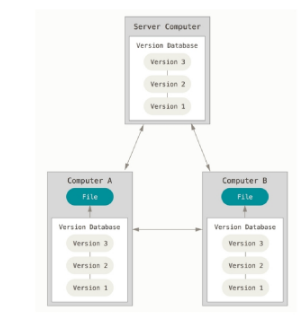 Server Computer
Version Database
Version 3
Version 2
Version 1
Computer A
File
Version Database
Version 3
Version 2
Version 1
Computer B
File
Version Database
Version 3
Version 2
Version 1